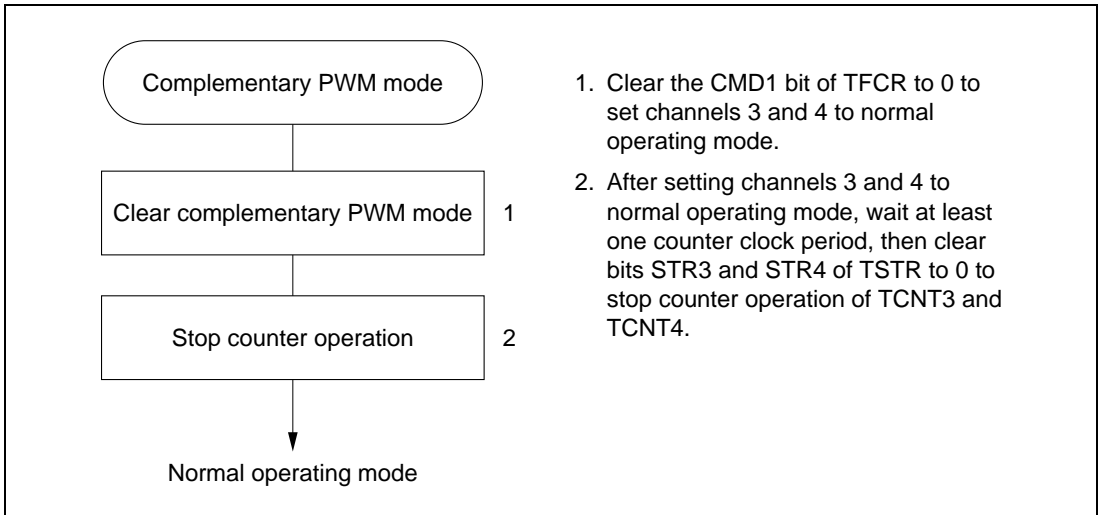 Complementary PWM mode
Clear complementary PWM mode 1
Stop counter operation 2
Normal operating mode
1. Clear the CMD1 bit of TFCR to 0 to
set channels 3 and 4 to normal
operating mode.
2. After setting channels 3 and 4 to
normal operating mode, wait at least
one counter clock period, then clear
bits STR3 and STR4 of TSTR to 0 to
stop counter operation of TCNT3 and
TCNT4.